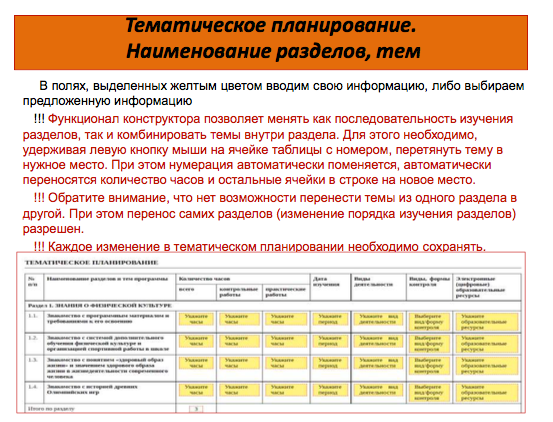 Тематическое планирование.
Наименование разделов, тем
В полях, выделенных желтым цветом вводим свою информацию, либо выбираем
предложенную информацию
!!! Функционал конструктора позволяет менять как последовательность изучения
разделов, так и комбинировать темы внутри раздела. Для этого необходимо,
удерживая левую кнопку мыши на ячейке таблицы с номером, перетянуть тему в
нужное место. При этом нумерация автоматически поменяется, автоматически
переносятся количество часов и остальные ячейки в строке на новое место.
!!! Обратите внимание, что нет возможности перенести темы из одного раздела в
другой. При этом перенос самих разделов (изменение порядка изучения разделов)
разрешен.
!!! Каждое изменение в тематическом планировании необходимо сохранять.
ТЕМАТИЧЕСКОЕ ПЛАНИРОВАНИЕ
№ Наименование разделов и тем программы Количество часов Дата Виды Виды, формы Электронные
п/п изучения деятельности контроля (цифровые)
всего контрольные практические образовательные
работы работы ресурсы
Раздел 1. ЗНАНИЯ О ФИЗИЧЕСКОЙ КУЛЬТУРЕ
1.1. Знакомство с программным материалом и Укажите Укажите Укажите Укажите Укажите вид Выберите Укажите
требованиями к его освоению часы часы часы период деятельности вид/форму образовательные
контроля ресурсы
1.2. Знакомство с системой дополнительного Укажите Укажите Укажите Укажите Укажите вид Выберите Укажите
обучения физической культуре и часы часы часы период деятельности вид/форму образовательные
организацией спортивной работы в школе контроля ресурсы
1.3. Знакомство с понятием «здоровый образ Укажите Укажите Укажите Укажите Укажите вид Выберите Укажите
жизни» и значением здорового образа часы часы часы период деятельности вид/форму образовательные
жизни в жизнедеятельности современного контроля ресурсы
человека
1.4. Знакомство с историей древних Укажите Укажите Укажите Укажите Укажите вид Выберите Укажите
Олимпийских игр часы часы часы период деятельности вид/форму образовательные
контроля ресурсы
Итого по разделу 3